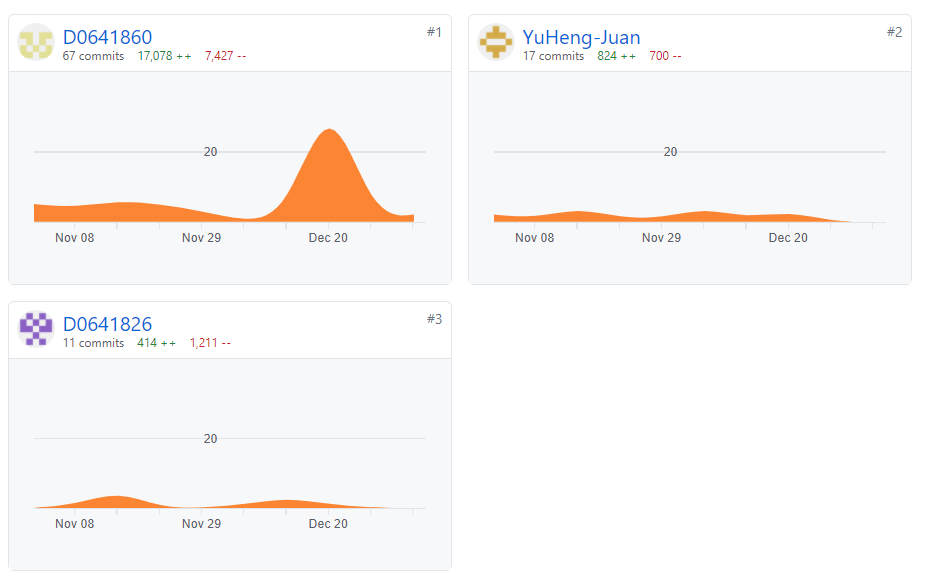 D0641860 #1
67 commits 17,078 ++ 7,427 --
20
Nov 08 Nov 29 Dec 20
YuHeng-Juan #2
17 commits 824 ++ 700 --
20
Nov 08 Nov 29 Dec 20
D0641826 #3
11 commits 414 ++ 1,211 --
20
Nov 08 Nov 29 Dec 20